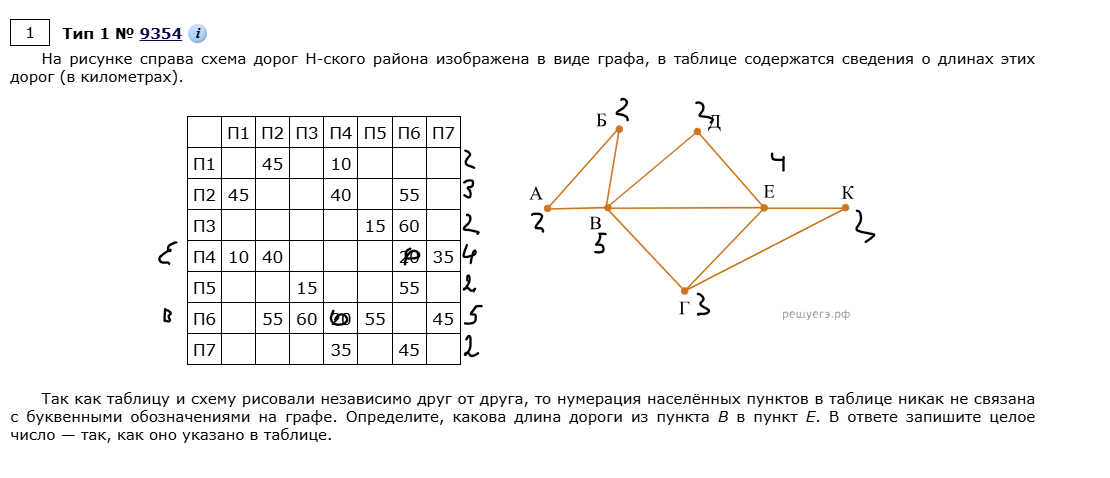 1 Тип 1 № 9354 i
На рисунке справа схема дорог Н-ского района изображена в виде графа, в таблице содержатся сведения о длинах этих
дорог (в километрах).
П1 П2 П3 П4 П5 П6 П7
П1 45 10 2
П2 45 40 55 3
П3 15 60 2
Е П4 10 40 20 35 4
П5 15 55 2
В П6 55 60 20 55 45 5
П7 35 45 2
Б 2
2 Д
4
А Е К
2 В 2
5
Г 3
решуегэ.рф
Так как таблицу и схему рисовали независимо друг от друга, то нумерация населённых пунктов в таблице никак не связана
с буквенными обозначениями на графе. Определите, какова длина дороги из пункта В в пункт Е. В ответе запишите целое
число — так, как оно указано в таблице.